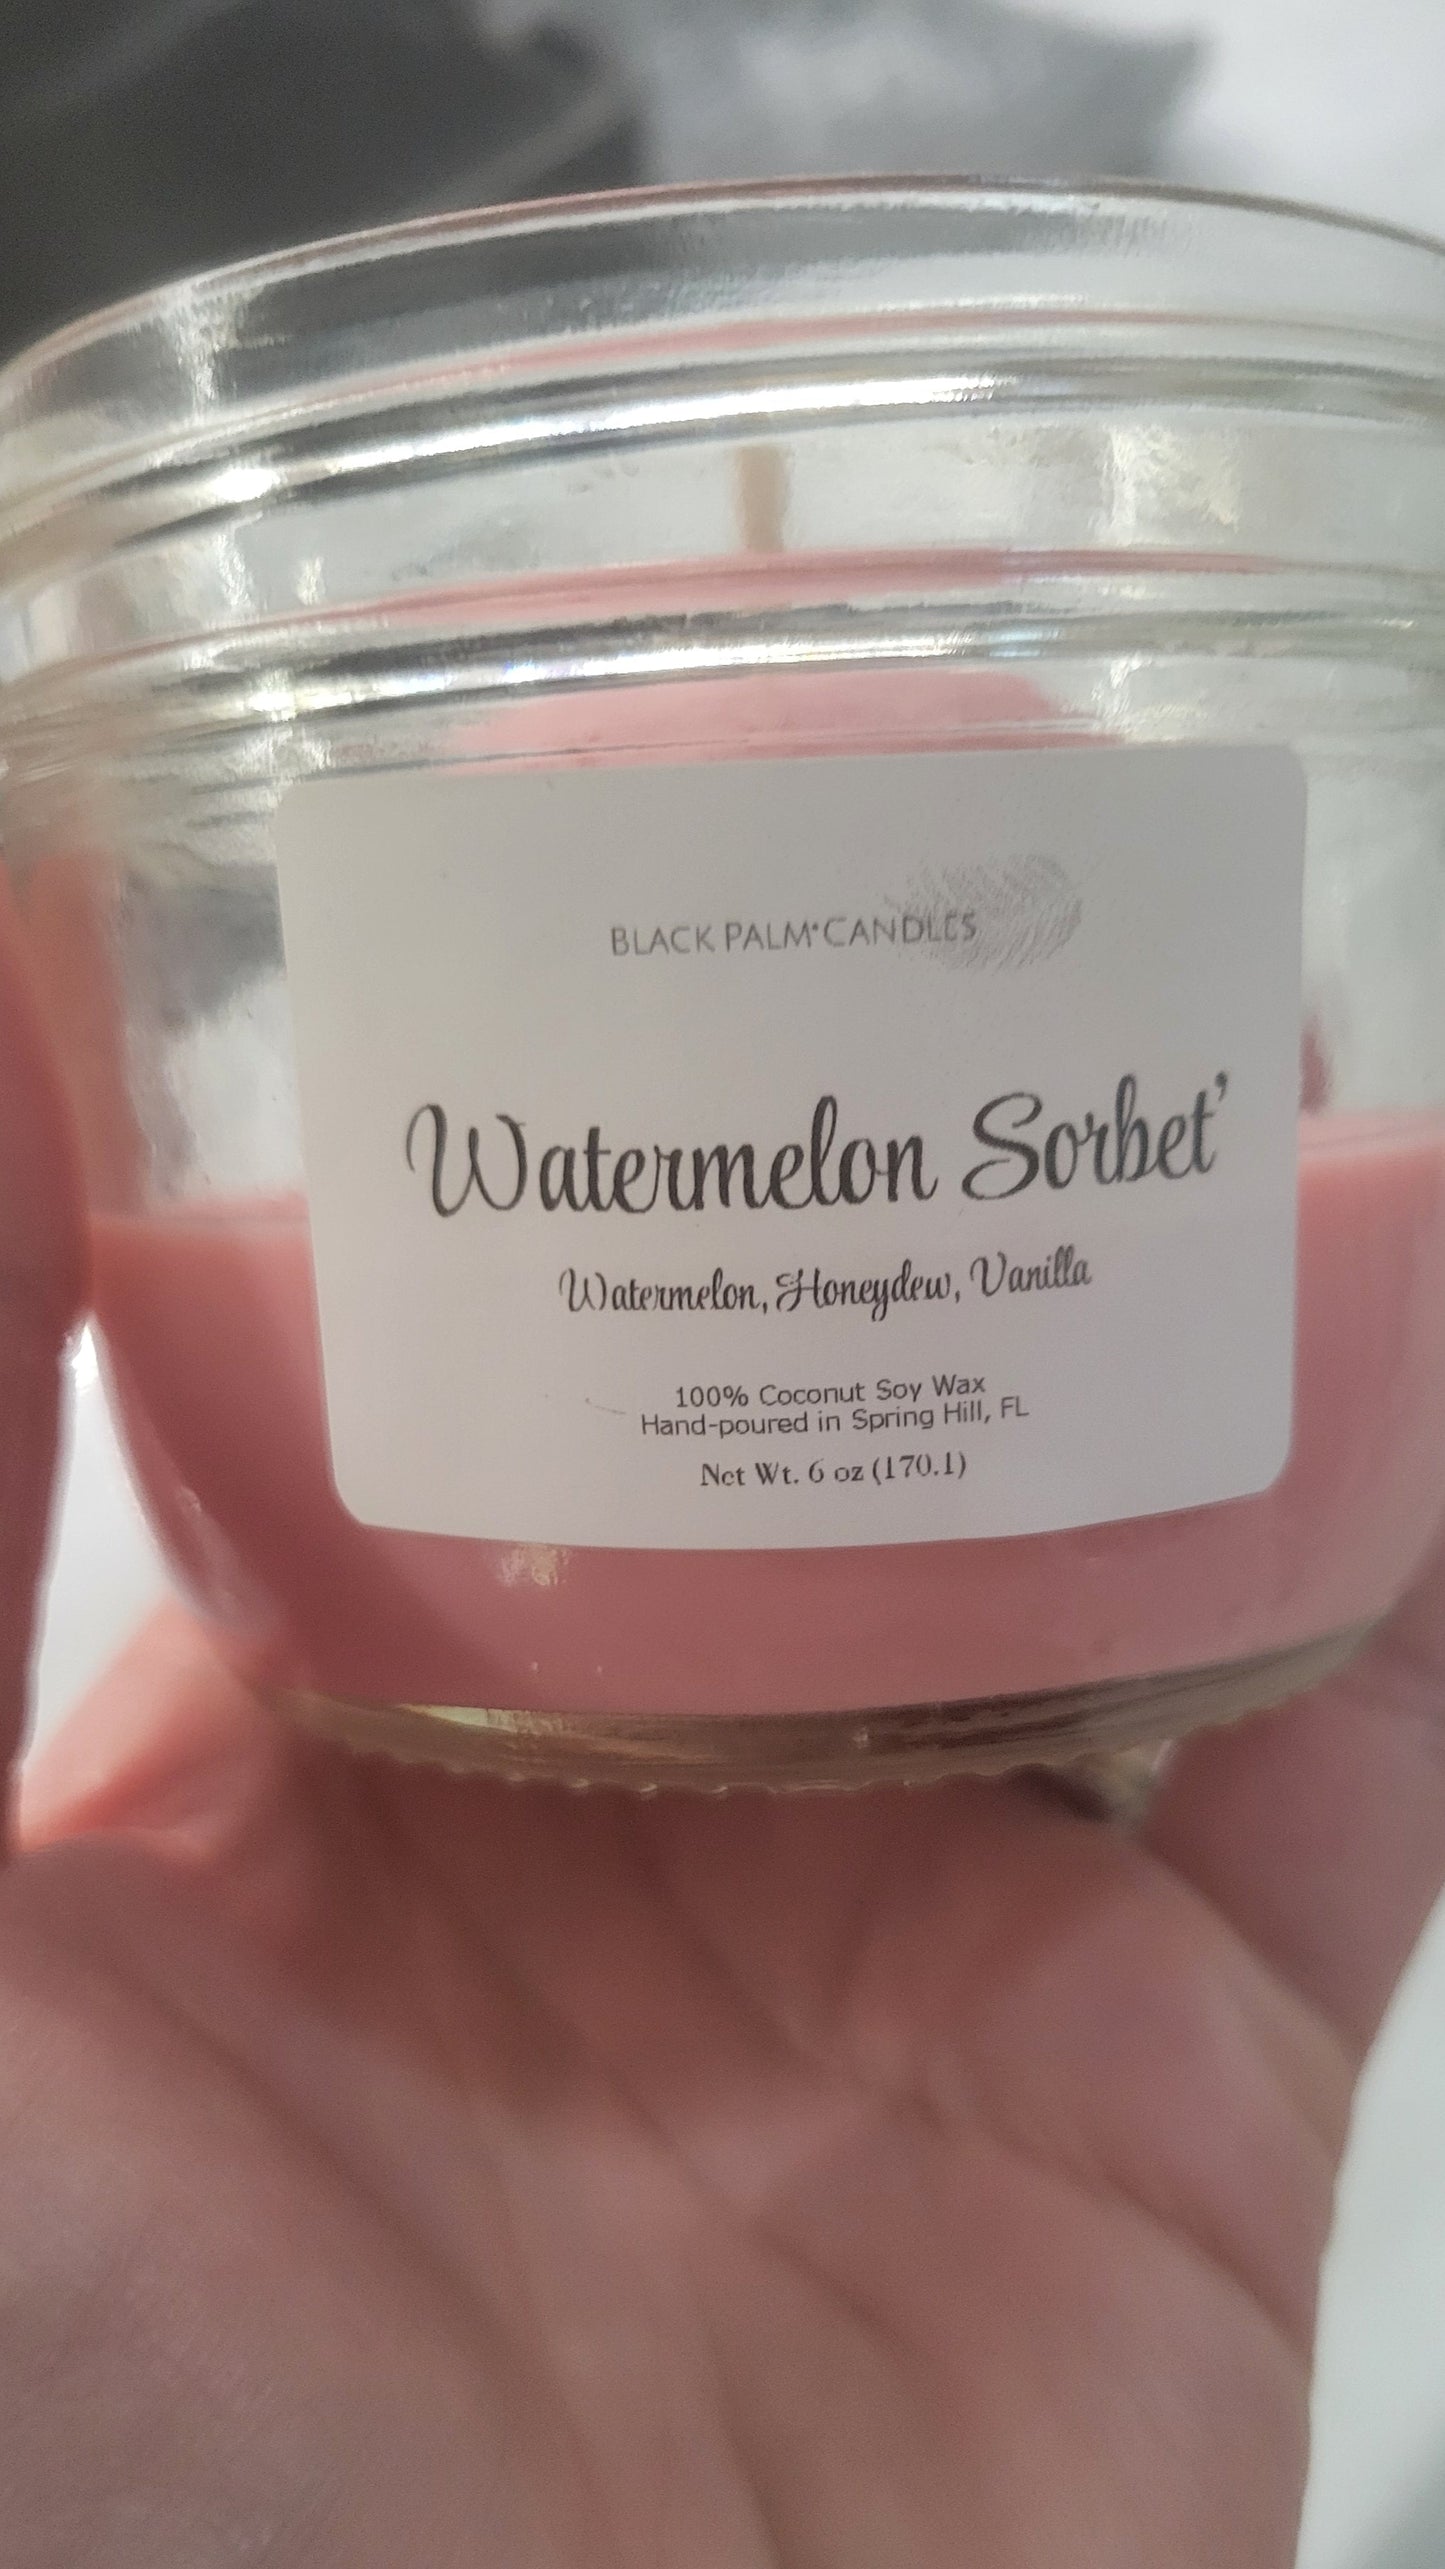 BLACK PALM•CANDLES
Watermelon Sorbet'
Watermelon, Honeydew, Vanilla
100% Coconut Soy Wax
Hand-poured in Spring Hill, FL
Net Wt. 6 oz (170.1)